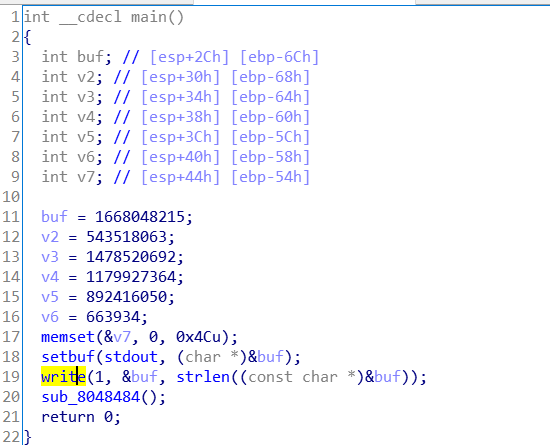 1 int __cdecl main()
2 {
3 int buf; // [esp+2Ch] [ebp-6Ch]
4 int v2; // [esp+30h] [ebp-68h]
5 int v3; // [esp+34h] [ebp-64h]
6 int v4; // [esp+38h] [ebp-60h]
7 int v5; // [esp+3Ch] [ebp-5Ch]
8 int v6; // [esp+40h] [ebp-58h]
9 int v7; // [esp+44h] [ebp-54h]
10
11 buf = 1668048215;
12 v2 = 543518063;
13 v3 = 1478520692;
14 v4 = 1179927364;
15 v5 = 892416050;
16 v6 = 663934;
17 memset(&v7, 0, 0x4Cu);
18 setbuf(stdout, (char *)&buf);
19 write(1, &buf, strlen((const char *)&buf));
20 sub_8048484();
21 return 0;
22 }